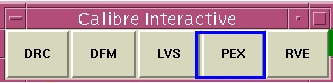 Calibre Interactive
DRC DFM LVS PEX RVE